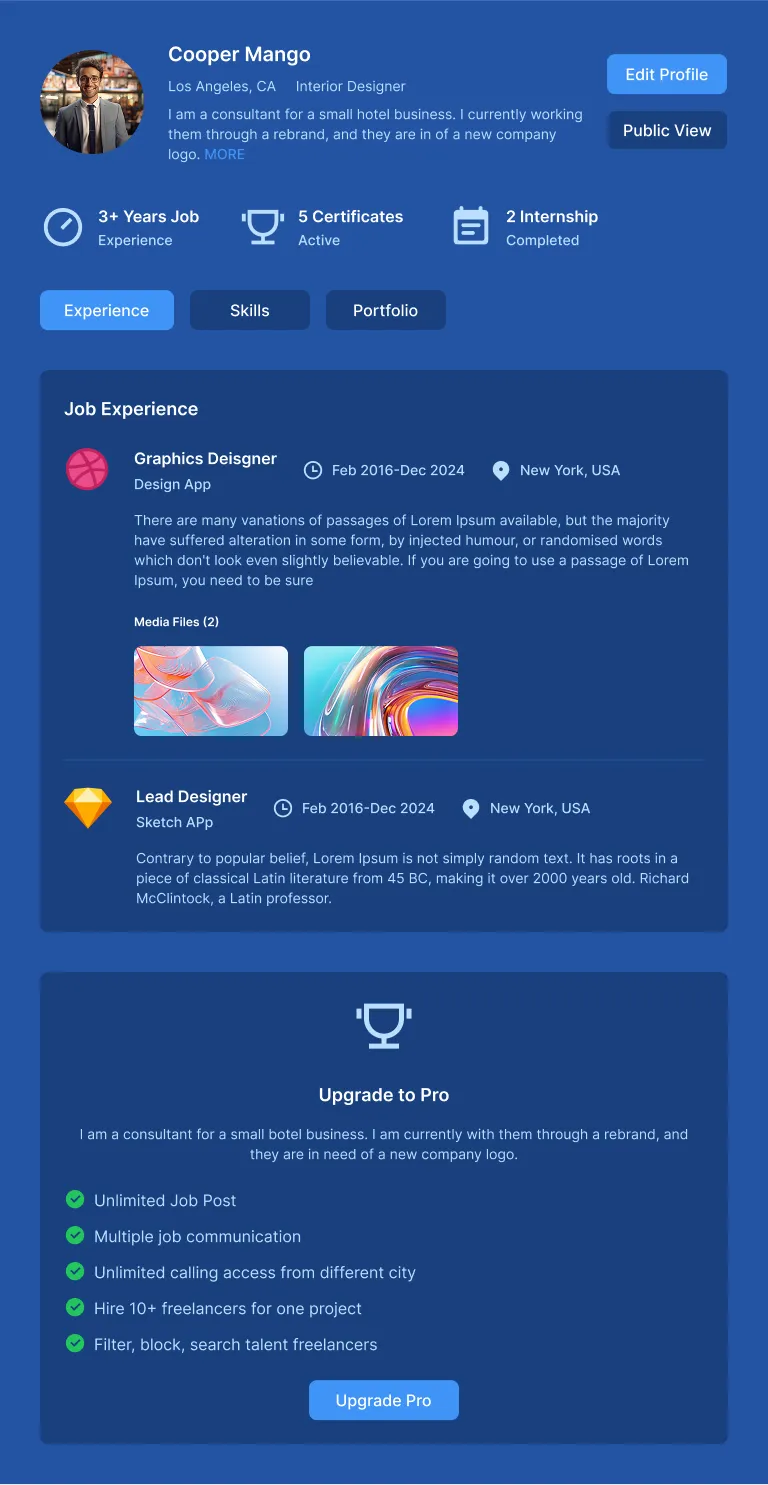 Cooper Mango
Los Angeles, CA Interior Designer
I am a consultant for a small hotel business. I currently working
them through a rebrand, and they are in of a new company
logo. MORE
Edit Profile
Public View
3+ Years Job
Experience
5 Certificates
Active
2 Internship
Completed
Experience
Skills
Portfolio
Job Experience
Graphics Deisgner
Design App
Feb 2016-Dec 2024
New York, USA
There are many vanations of passages of Lorem Ipsum available, but the majority
have suffered alteration in some form, by injected humour, or randomised words
which don't look even slightly believable. If you are going to use a passage of Lorem
Ipsum, you need to be sure
Media Files (2)
Lead Designer
Sketch APp
Feb 2016-Dec 2024
New York, USA
Contrary to popular belief, Lorem Ipsum is not simply random text. It has roots in a
piece of classical Latin literature from 45 BC, making it over 2000 years old. Richard
McClintock, a Latin professor.
Upgrade to Pro
I am a consultant for a small botel business. I am currently with them through a rebrand, and
they are in need of a new company logo.
Unlimited Job Post
Multiple job communication
Unlimited calling access from different city
Hire 10+ freelancers for one project
Filter, block, search talent freelancers
Upgrade Pro